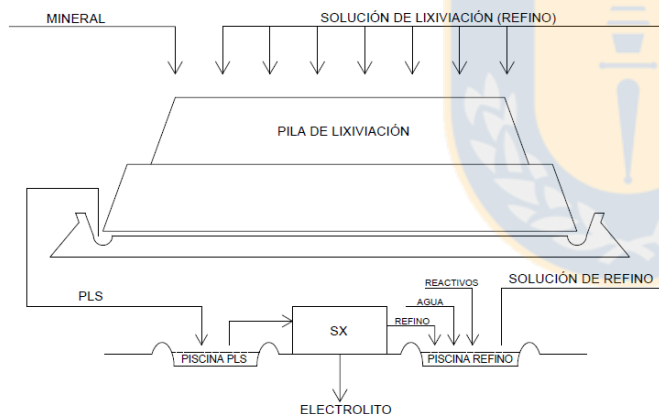 MINERAL
SOLUCIÓN DE LIXIVIACIÓN (REFINO)
PILA DE LIXIVIACIÓN
PLS
REACTIVOS
SOLUCIÓN DE REFINO
AGUA
SX
REFINO
PISCINA PLS
PISCINA REFINO
ELECTROLITO